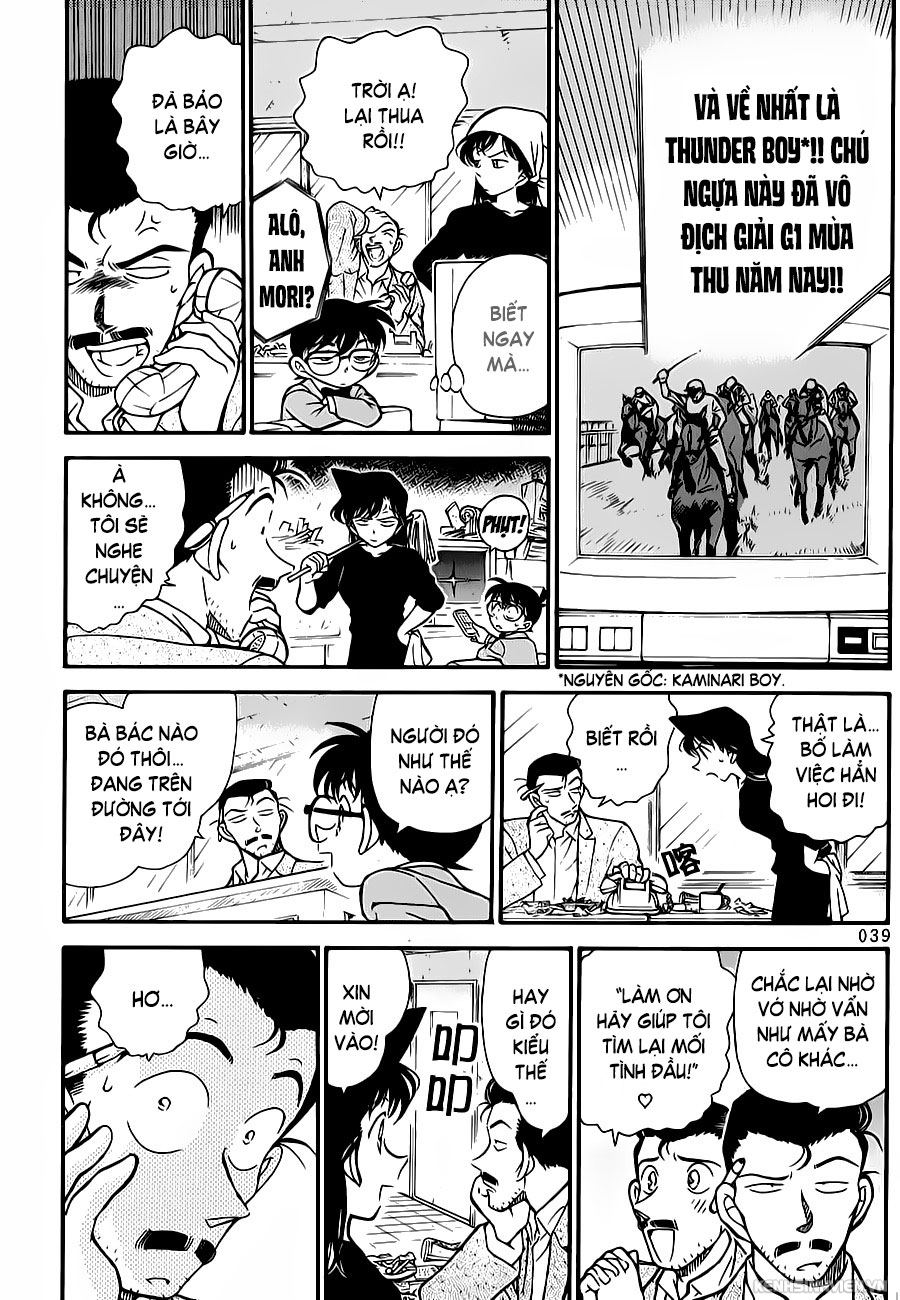 VÀ VỀ NHẤT LÀ
THUNDER BOY*!! CHÚ
NGỰA NÀY ĐÃ VÔ
ĐỊCH GIẢI G1 MÙA
THU NĂM NAY!!
TRỜI Ạ!
LẠI THUA
RỒI!!
BIẾT
NGAY
MÀ...
ALÔ,
ANH
MORI?
ĐÃ BẢO
LÀ BÂY
GIỜ...
*NGUYÊN GỐC: KAMINARI BOY.
PHỤT!
À
KHÔNG...
TÔI SẼ
NGHE
CHUYỆN
...
THẬT LÀ...
BỐ LÀM
VIỆC HẲN
HOI ĐI!
BIẾT RỒI
...
喀
NGƯỜI ĐÓ
NHƯ THẾ
NÀO Ạ?
BÀ BÁC NÀO
ĐÓ THÔI...
ĐANG TRÊN
ĐƯỜNG TỚI
ĐÂY!
039
CHẮC LẠI NHỜ
VỚ NHỜ VẨN
NHƯ MẤY BÀ
CÔ KHÁC...
“LÀM ƠN
HÃY GIÚP TÔI
TÌM LẠI MỐI
TÌNH ĐẦU!”
♡
HAY
GÌ ĐÓ
KIỂU
THẾ
...
叩
叩
XIN
MỜI
VÀO!
HƠ...
KENHSINHVIEN.VN